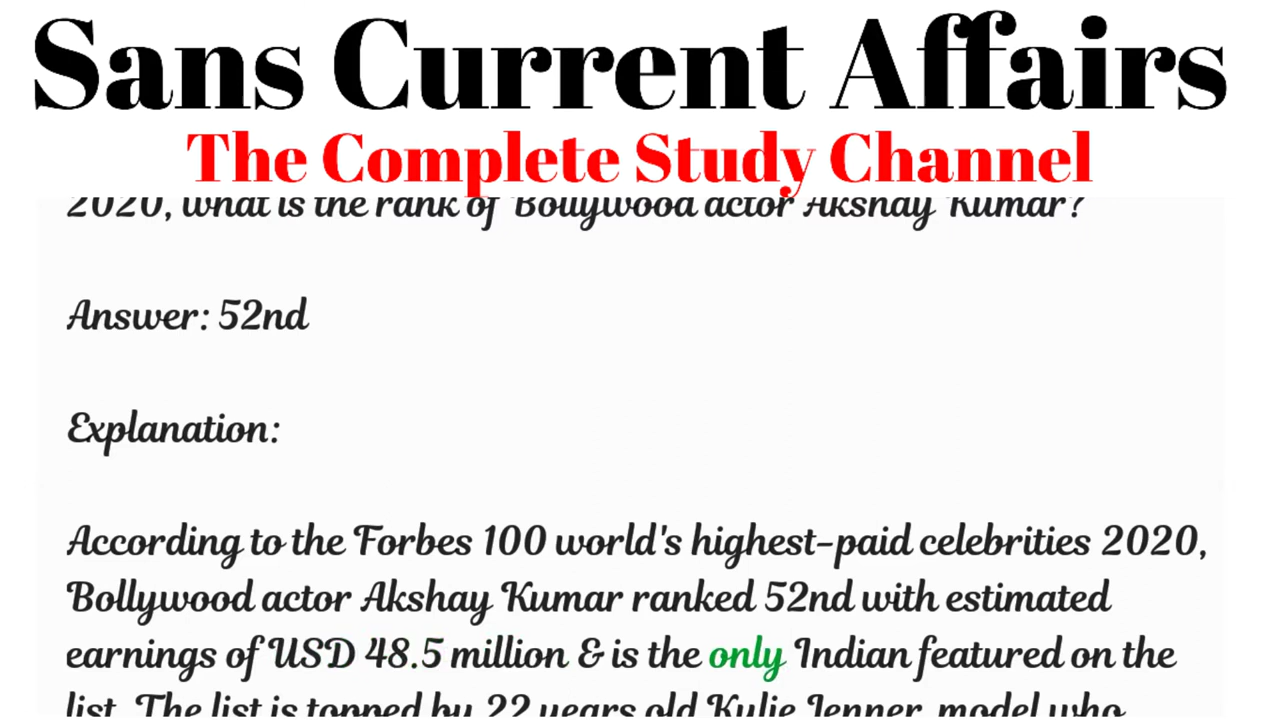 Sans Current Affairs
The Complete Study Channel
2020, what is the rank of Bollywood actor Akshay Kumar?
Answer: 52nd
Explanation:
According to the Forbes 100 world's highest-paid celebrities 2020,
Bollywood actor Akshay Kumar ranked 52nd with estimated
earnings of USD 48.5 million & is the only Indian featured on the
list. The list is topped by 22 years old Kylie Jenner, model who